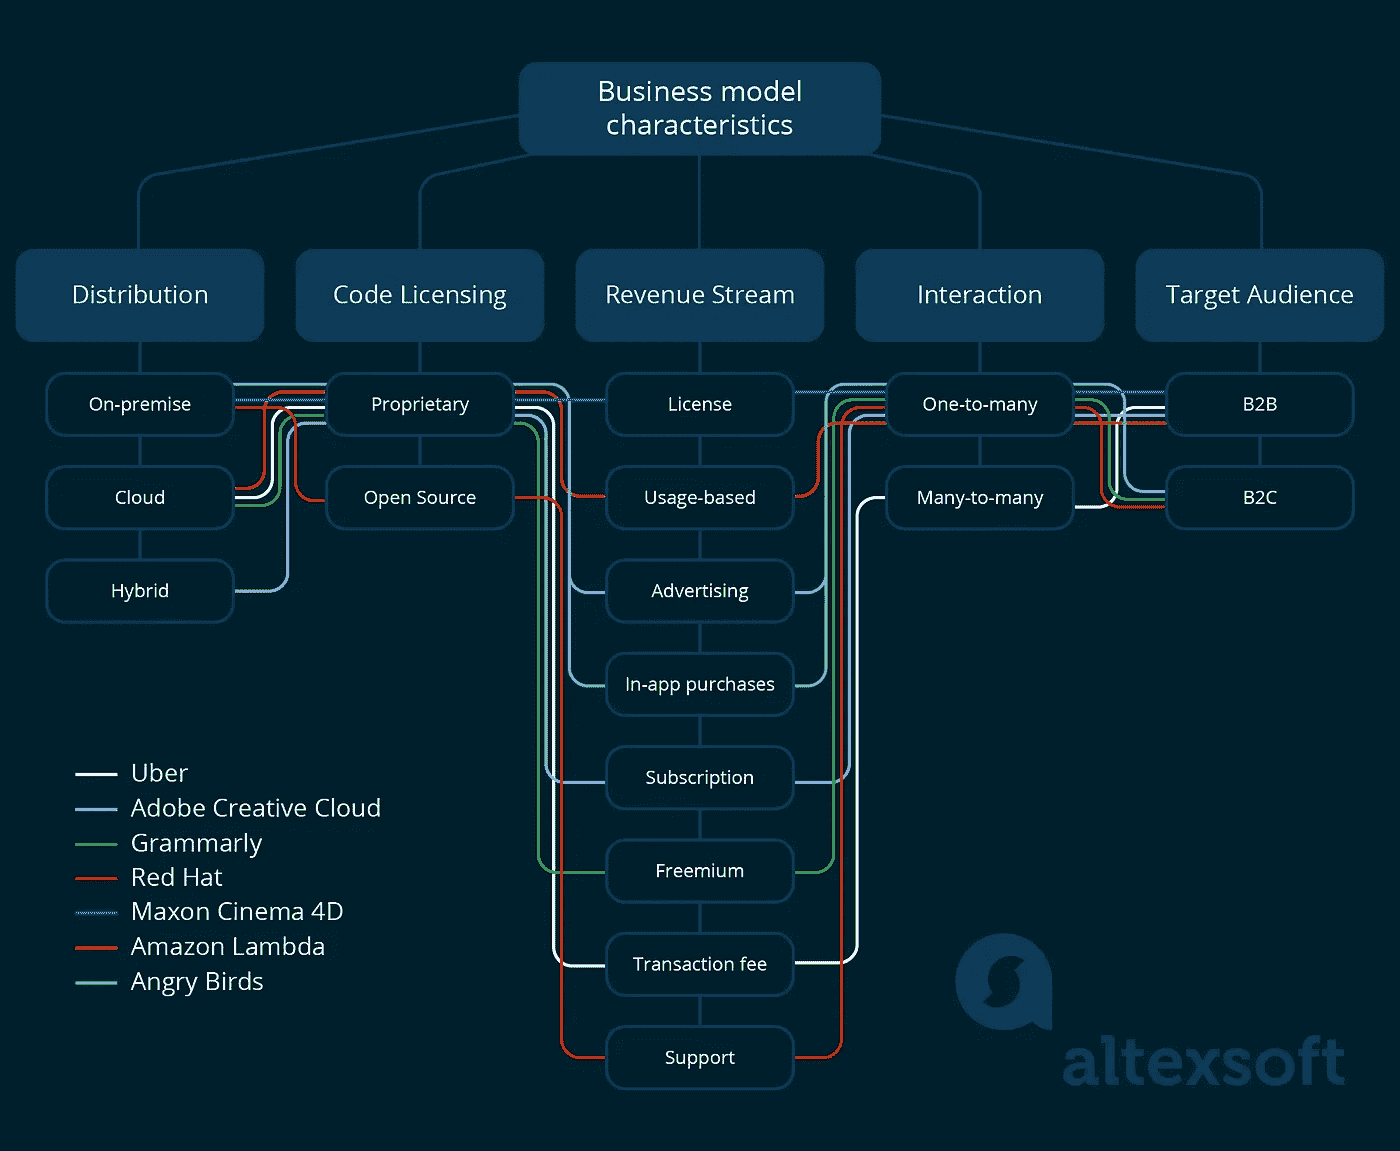 Business model
characteristics
Distribution
Code Licensing
Revenue Stream
Interaction
Target Audience
On-premise
Proprietary
License
One-to-many
B2B
Cloud
Open Source
Usage-based
Many-to-many
B2C
Hybrid
Advertising
In-app purchases
Subscription
Freemium
Transaction fee
Support
Uber
Adobe Creative Cloud
Grammarly
Red Hat
Maxon Cinema 4D
Amazon Lambda
Angry Birds
altexsoft